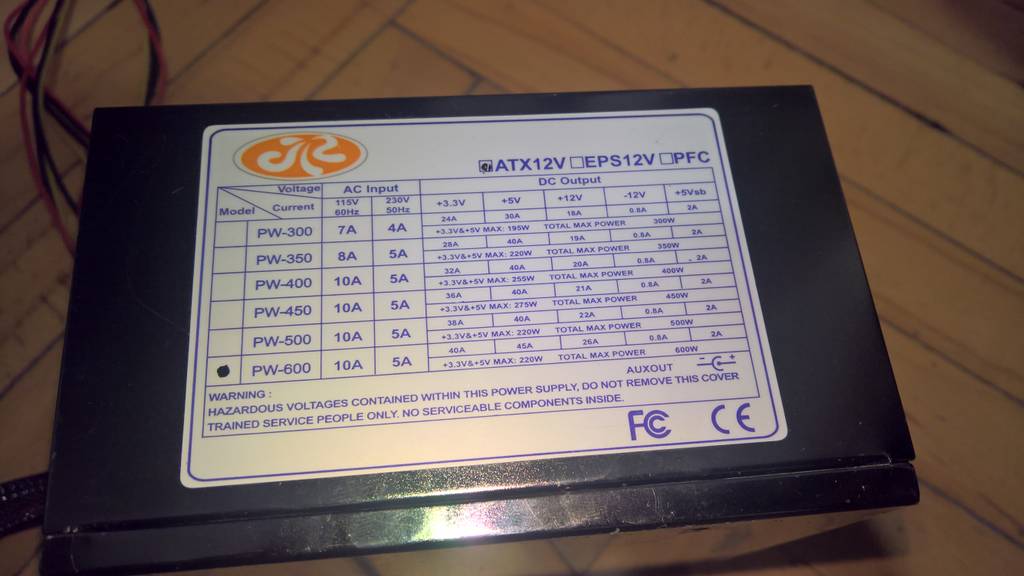 ATX12V EPS12V PFC
Voltage AC Input DC Output
Model Current 115V 60Hz 230V 50Hz +3.3V +5V +12V -12V +5Vsb
PW-300 7A 4A 24A 30A 18A 0.8A 2A
+3.3V&+5V MAX: 195W TOTAL MAX POWER 300W
PW-350 8A 5A 28A 40A 19A 0.8A 2A
+3.3V&+5V MAX: 220W TOTAL MAX POWER 350W
PW-400 10A 5A 32A 40A 20A 0.8A 2A
+3.3V&+5V MAX: 255W TOTAL MAX POWER 400W
PW-450 10A 5A 36A 40A 21A 0.8A 2A
+3.3V&+5V MAX: 275W TOTAL MAX POWER 450W
PW-500 10A 5A 38A 40A 22A 0.8A 2A
+3.3V&+5V MAX: 220W TOTAL MAX POWER 500W
PW-600 10A 5A 40A 45A 26A 0.8A 2A
+3.3V&+5V MAX: 220W TOTAL MAX POWER 600W
AUXOUT - C +
WARNING :
HAZARDOUS VOLTAGES CONTAINED WITHIN THIS POWER SUPPLY, DO NOT REMOVE THIS COVER
TRAINED SERVICE PEOPLE ONLY. NO SERVICEABLE COMPONENTS INSIDE.
FC CE